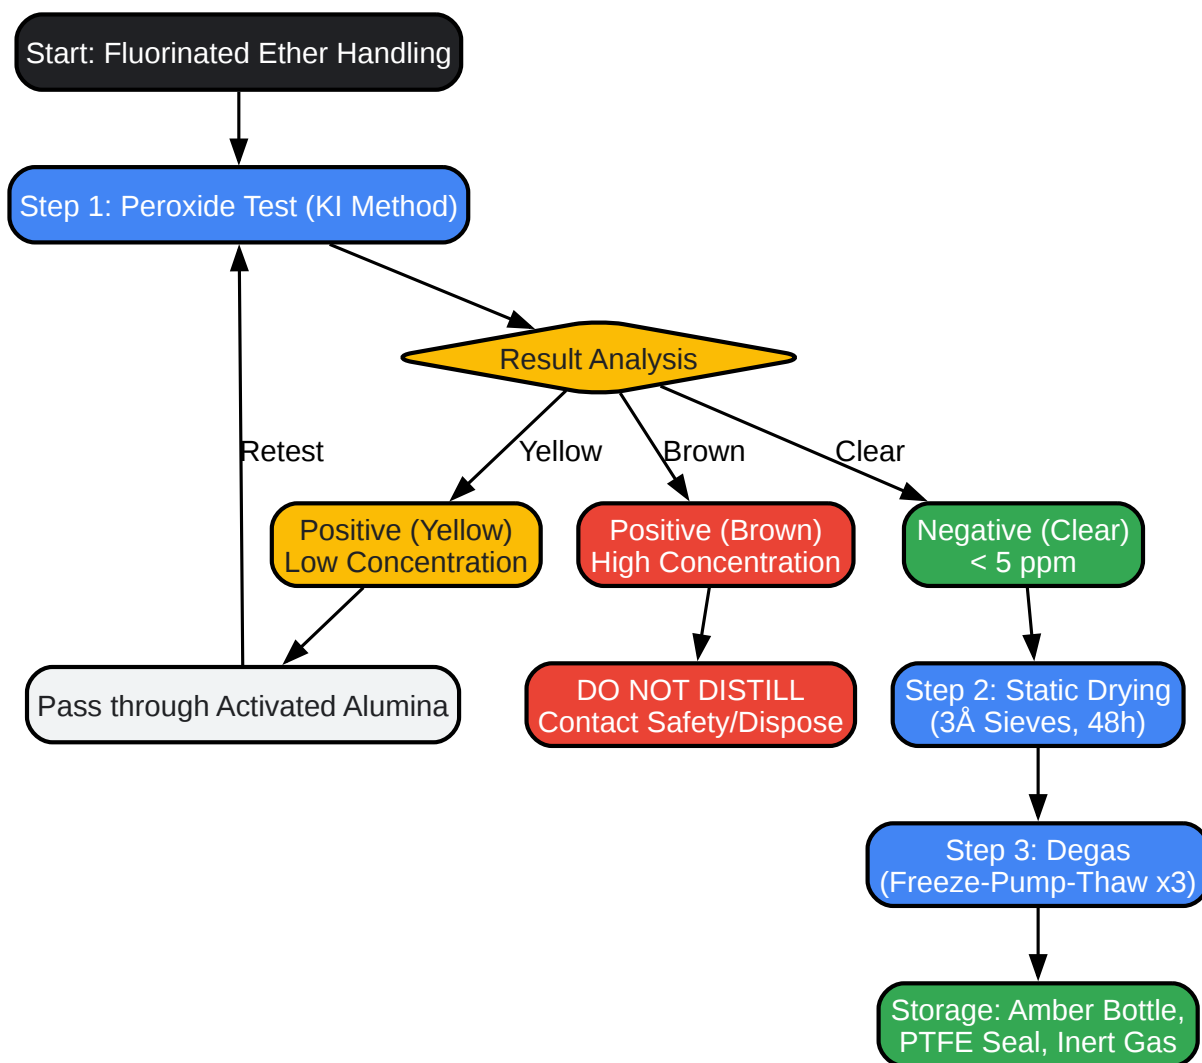 Start: Fluorinated Ether Handling
Step 1: Peroxide Test (KI Method)
Result Analysis
Retest
Yellow
Brown
Clear
Positive (Yellow)
Low Concentration
Positive (Brown)
High Concentration
Negative (Clear)
< 5 ppm
Pass through Activated Alumina
DO NOT DISTILL
Contact Safety/Dispose
Step 2: Static Drying
(3Å Sieves, 48h)
Step 3: Degas
(Freeze-Pump-Thaw x3)
Storage: Amber Bottle,
PTFE Seal, Inert Gas